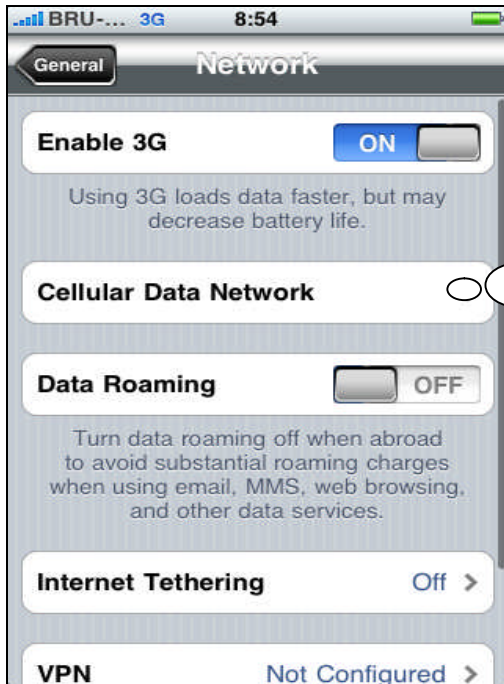 BRU-... 3G 8:54
General Network
Enable 3G ON
Using 3G loads data faster, but may
decrease battery life.
Cellular Data Network
Data Roaming OFF
Turn data roaming off when abroad
to avoid substantial roaming charges
when using email, MMS, web browsing,
and other data services.
Internet Tethering Off >
VPN Not Configured >